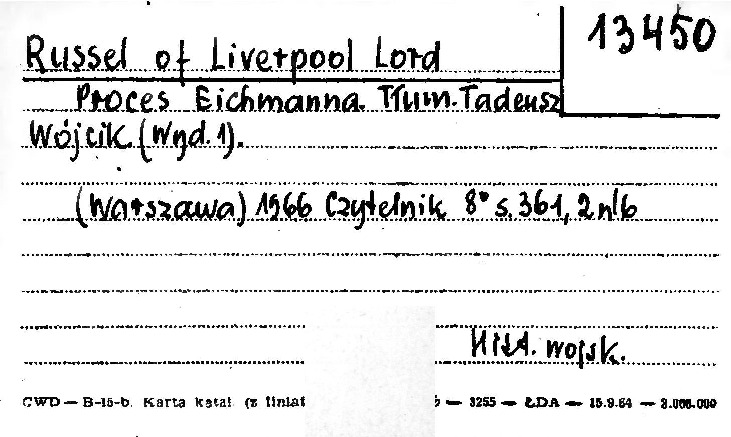 13450
Russel of Liverpool Lord
Proces Eichmanna. Tłum. Tadeusz
Wójcik. (Wyd. 1).
(Warszawa) 1966 Czytelnik 8° s. 361, 2 nlb
Hist. wojsk.
CWD — B-15-b. Karta katal. (z liniat — 3255 — ŁDA — 15.9.64 — 3.000.000